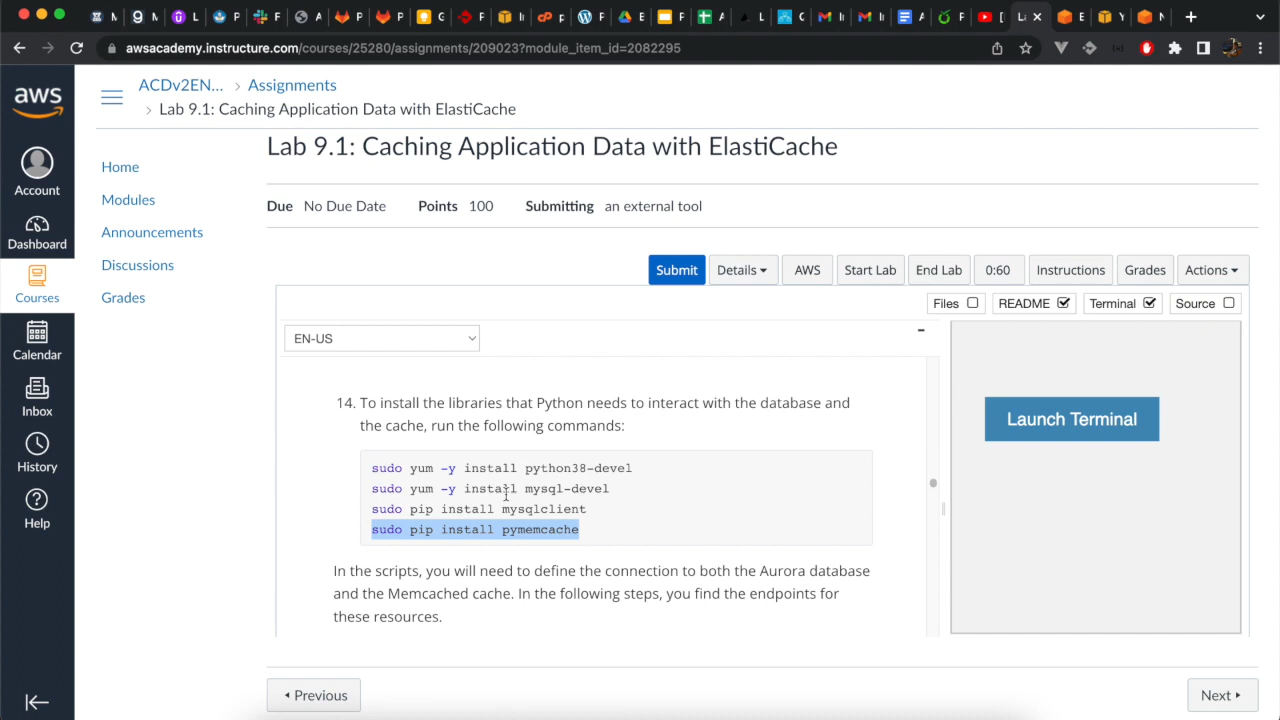 awsacademy.instructure.com/courses/25280/assignments/209023?module_item_id=2082295
aws
Account
Dashboard
Courses
Calendar
Inbox
History
Help
ACDv2EN... > Assignments
> Lab 9.1: Caching Application Data with ElastiCache
Home
Modules
Announcements
Discussions
Grades
Lab 9.1: Caching Application Data with ElastiCache
Due No Due Date Points 100 Submitting an external tool
Submit Details AWS Start Lab End Lab 0:60 Instructions Grades Actions
Files README Terminal Source
EN-US
14. To install the libraries that Python needs to interact with the database and
the cache, run the following commands:
sudo yum -y install python38-devel
sudo yum -y install mysql-devel
sudo pip install mysqlclient
sudo pip install pymemcache
In the scripts, you will need to define the connection to both the Aurora database
and the Memcached cache. In the following steps, you find the endpoints for
these resources.
Launch Terminal
Previous
Next